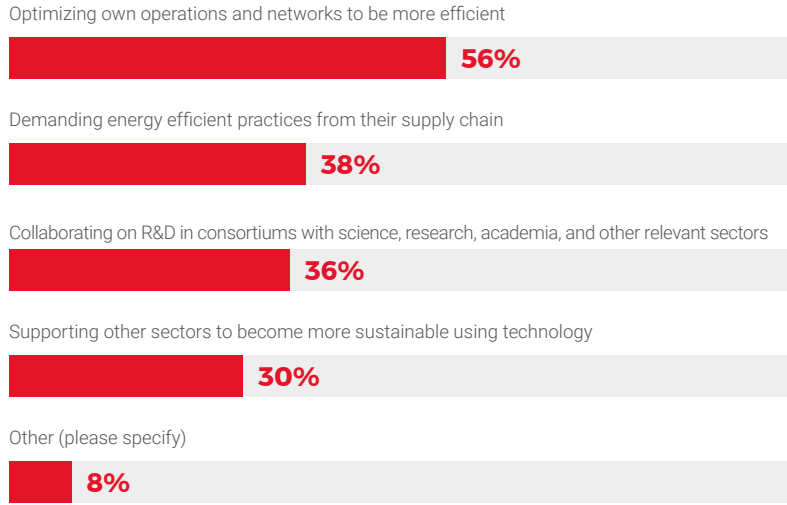 Optimizing own operations and networks to be more efficient
56%
Demanding energy efficient practices from their supply chain
38%
Collaborating on R&D in consortiums with science, research, academia, and other relevant sectors
36%
Supporting other sectors to become more sustainable using technology
30%
Other (please specify)
8%